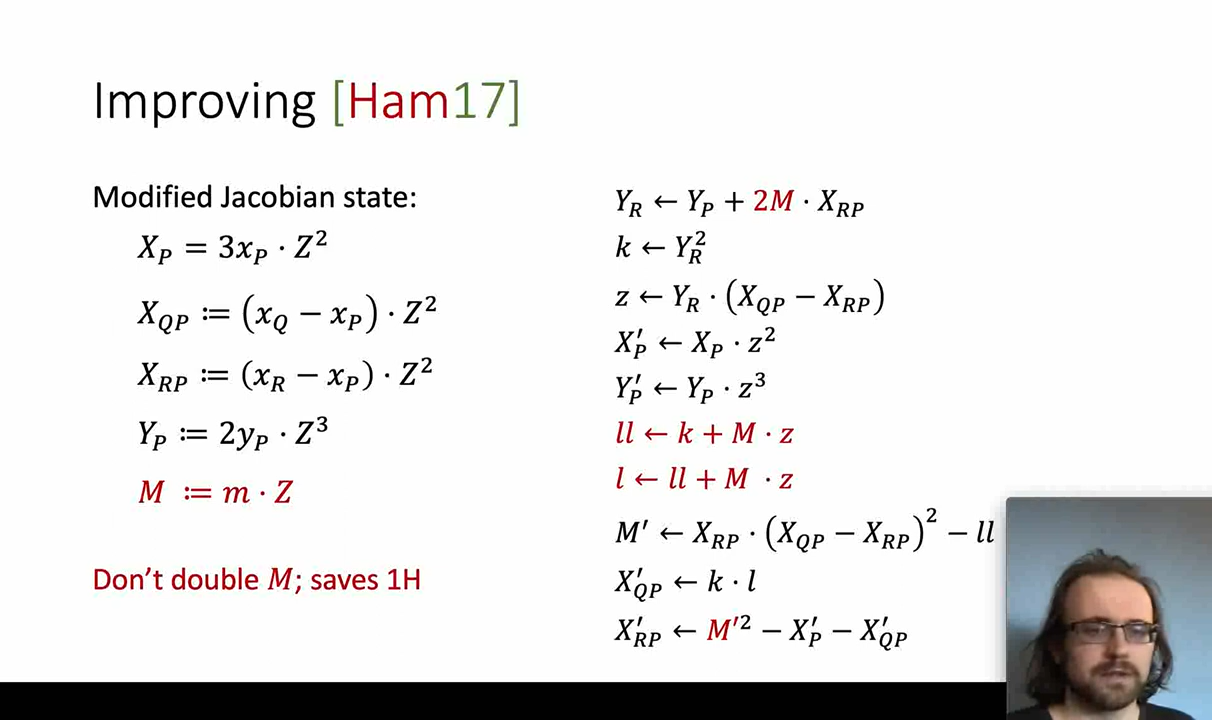 Improving [Ham17]
Modified Jacobian state:
X_P = 3x_P · Z²
X_QP ≔ (x_Q − x_P) · Z²
X_RP ≔ (x_R − x_P) · Z²
Y_P ≔ 2y_P · Z³
M ≔ m · Z
Don't double M; saves 1H
Y_R ← Y_P + 2M · X_RP
k ← Y_R²
z ← Y_R · (X_QP − X_RP)
X′_P ← X_P · z²
Y′_P ← Y_P · z³
ll ← k + M · z
l ← ll + M · z
M′ ← X_RP · (X_QP − X_RP)² − ll
X′_QP ← k · l
X′_RP ← M′² − X′_P − X′_QP